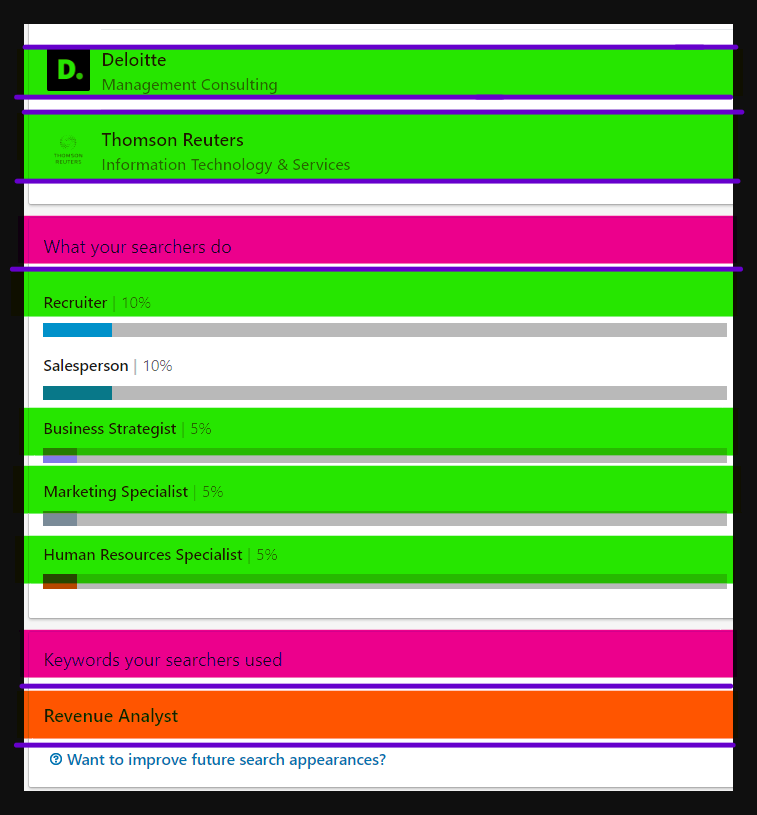 D.
Deloitte
Management Consulting
THOMSON
REUTERS
Thomson Reuters
Information Technology & Services
What your searchers do
Recruiter | 10%
Salesperson | 10%
Business Strategist | 5%
Marketing Specialist | 5%
Human Resources Specialist | 5%
Keywords your searchers used
Revenue Analyst
? Want to improve future search appearances?